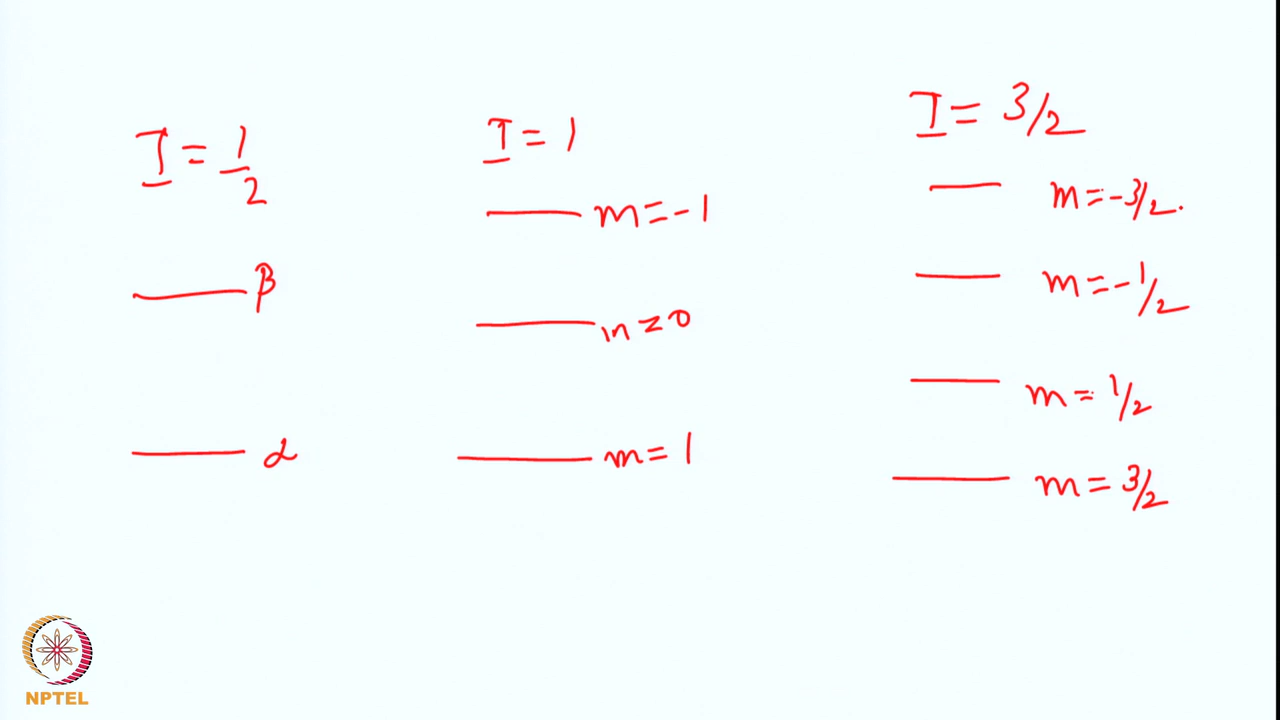 I = 1/2
β
α
I = 1
m = -1
m = 0
m = 1
I = 3/2
m = -3/2.
m = -1/2
m = 1/2
m = 3/2
NPTEL